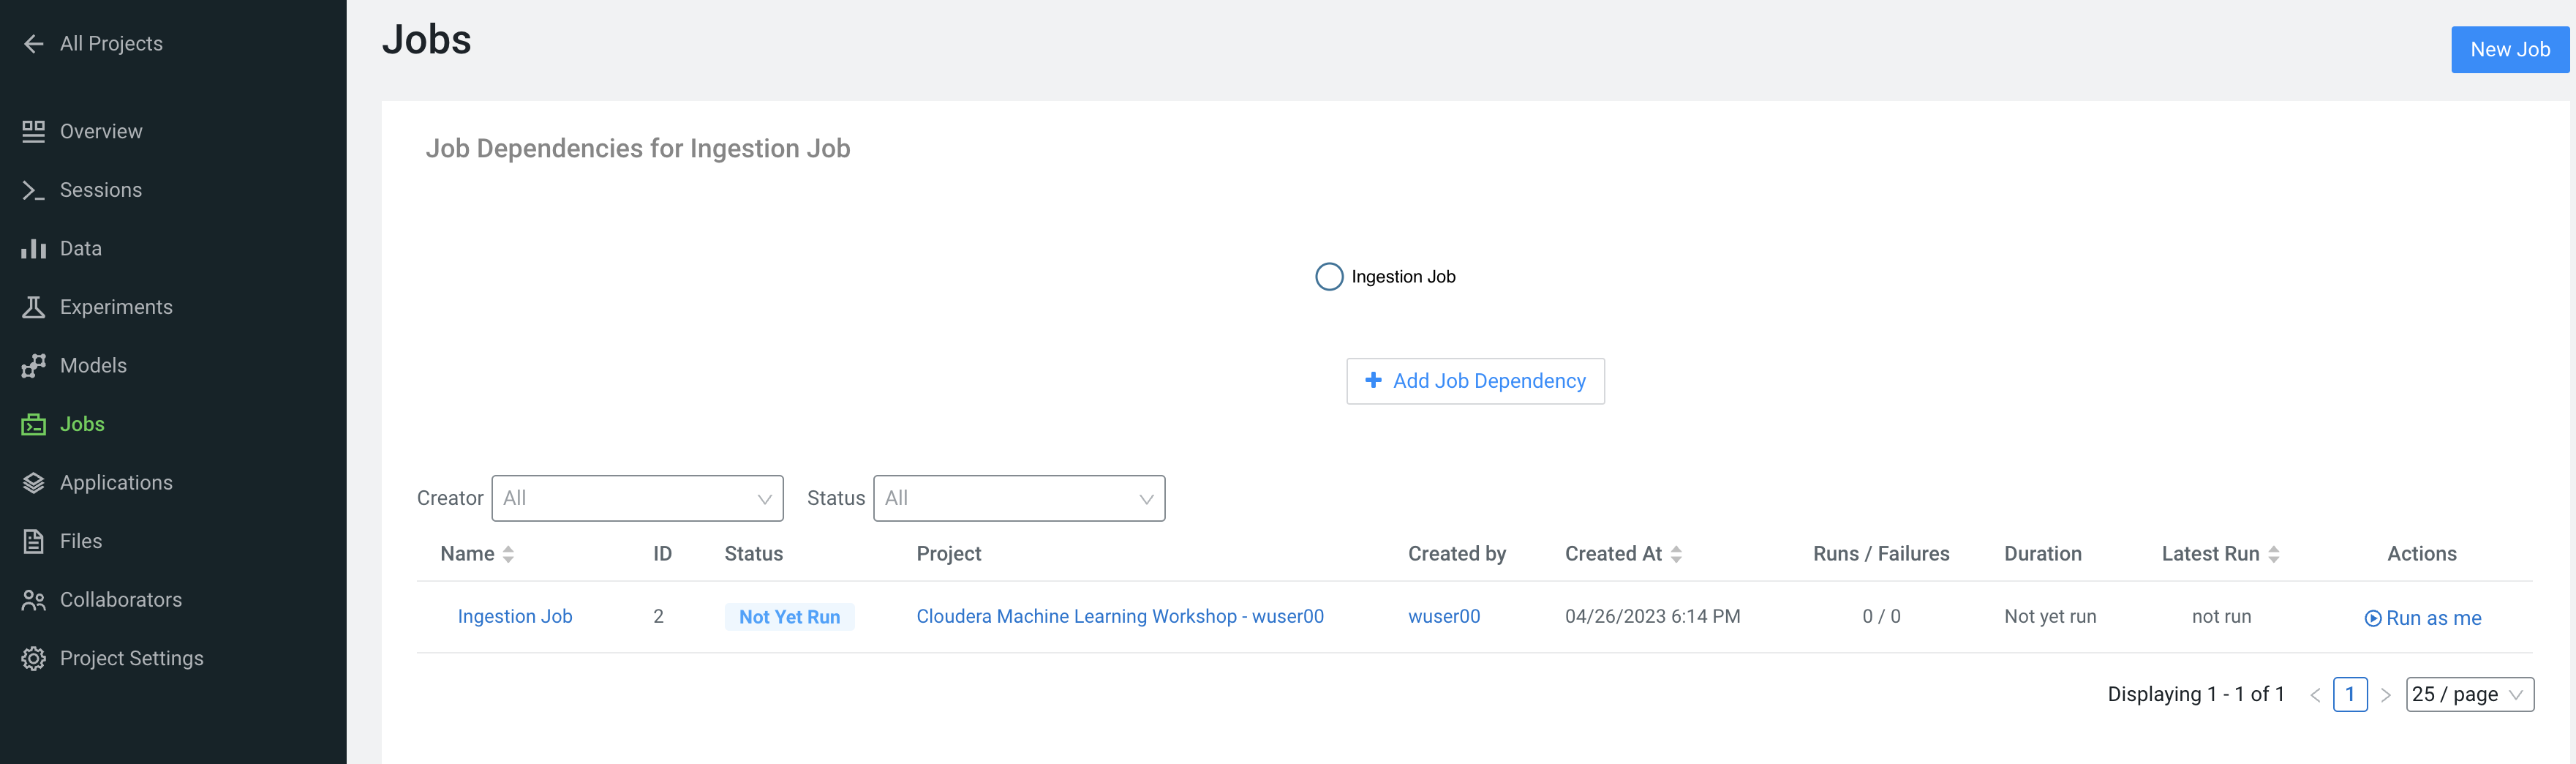 All Projects
Overview
Sessions
Data
Experiments
Models
Jobs
Applications
Files
Collaborators
Project Settings
Jobs
New Job
Job Dependencies for Ingestion Job
Ingestion Job
Add Job Dependency
Creator All Status All
Name ID Status Project Created by Created At Runs / Failures Duration Latest Run Actions
Ingestion Job 2 Not Yet Run Cloudera Machine Learning Workshop - wuser00 wuser00 04/26/2023 6:14 PM 0 / 0 Not yet run not run Run as me
Displaying 1 - 1 of 1 < 1 > 25 / page